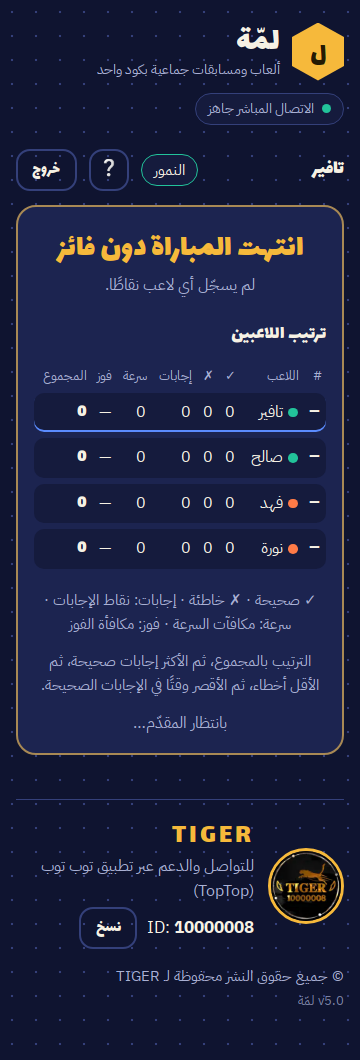 ل
لمّة
ألعاب ومسابقات جماعية بكود واحد
الاتصال المباشر جاهز
تافير
النمور
?
خروج
انتهت المباراة دون فائز
لم يسجّل أي لاعب نقاطًا.
ترتيب اللاعبين
# اللاعب ✓ ✗ إجابات سرعة فوز المجموع
— تافير 0 0 0 0 — 0
— صالح 0 0 0 0 — 0
— فهد 0 0 0 0 — 0
— نورة 0 0 0 0 — 0
✓ صحيحة · ✗ خاطئة · إجابات: نقاط الإجابات ·
سرعة: مكافآت السرعة · فوز: مكافأة الفوز
الترتيب بالمجموع، ثم الأكثر إجابات صحيحة، ثم
الأقل أخطاء، ثم الأقصر وقتًا في الإجابات الصحيحة.
بانتظار المقدّم...
TIGER
10000008
TIGER
للتواصل والدعم عبر تطبيق توب توب
(TopTop)
ID: 10000008
نسخ
© جميع حقوق النشر محفوظة لـ TIGER
لمّة v5.0